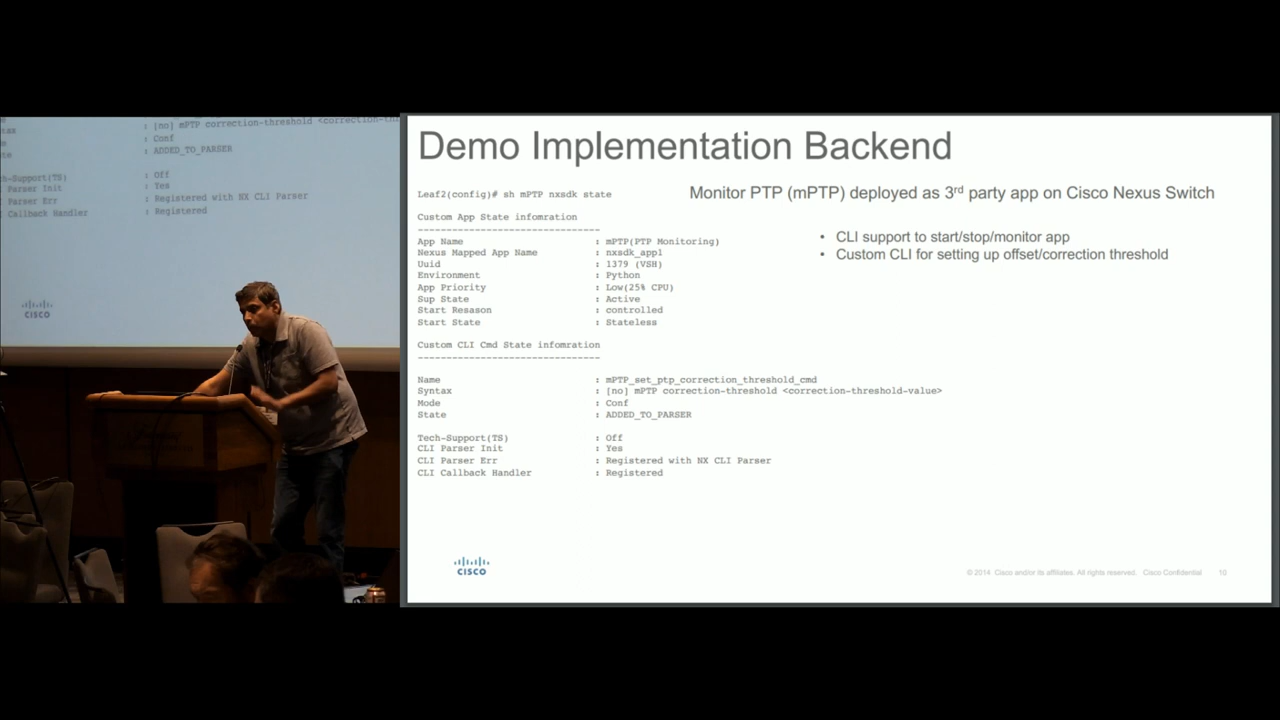 : [no] mPTP correction-threshold <correction-thr
: Conf
: ADDED_TO_PARSER
ch-Support(TS) : Off
Parser Init : Yes
Parser Err : Registered with NX CLI Parser
Callback Handler : Registered
CISCO
Demo Implementation Backend
Leaf2(config)# sh mPTP nxsdk state
Monitor PTP (mPTP) deployed as 3rd party app on Cisco Nexus Switch
• CLI support to start/stop/monitor app
• Custom CLI for setting up offset/correction threshold
Custom App State infomration
-------------------------------
App Name : mPTP(PTP Monitoring)
Nexus Mapped App Name : nxsdk_app1
Uuid : 1379 (VSH)
Environment : Python
App Priority : Low(25% CPU)
Sup State : Active
Start Resason : controlled
Start State : Stateless
Custom CLI Cmd State infomration
-------------------------------
Name : mPTP_set_ptp_correction_threshold_cmd
Syntax : [no] mPTP correction-threshold <correction-threshold-value>
Mode : Conf
State : ADDED_TO_PARSER
Tech-Support(TS) : Off
CLI Parser Init : Yes
CLI Parser Err : Registered with NX CLI Parser
CLI Callback Handler : Registered
CISCO
© 2014 Cisco and/or its affiliates. All rights reserved. Cisco Confidential 10